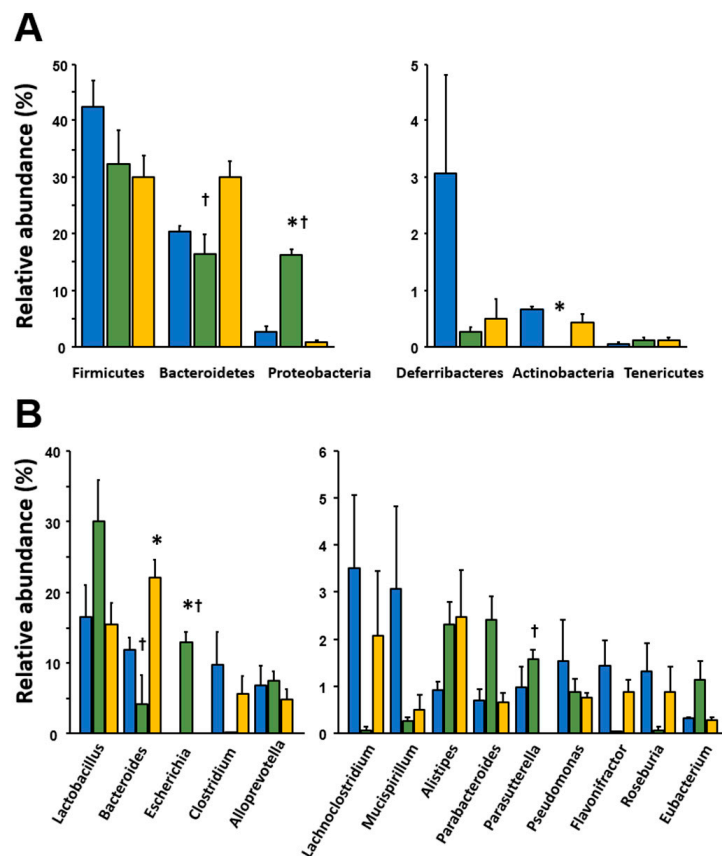 A
Relative abundance (%)
50
40
30
20
10
0
†
*†
Firmicutes Bacteroidetes Proteobacteria
5
4
3
2
1
0
*
Deferribacteres Actinobacteria Tenericutes
B
Relative abundance (%)
40
30
20
10
0
†
*
*†
Lactobacillus
Bacteroides
Escherichia
Clostridium
Alloprevotella
6
5
4
3
2
1
0
†
Lachnoclostridium
Mucispirillum
Alistipes
Parabacteroides
Parasutterella
Pseudomonas
Flavonifractor
Roseburia
Eubacterium